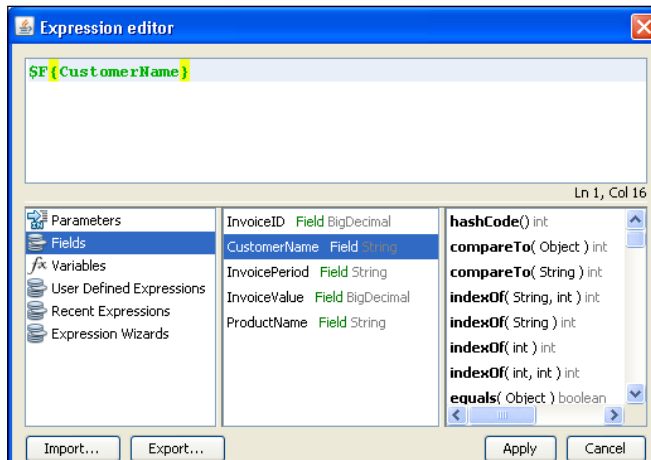 Expression editor
$F{CustomerName}
Ln 1, Col 16
Parameters
Fields
fx Variables
User Defined Expressions
Recent Expressions
Expression Wizards
InvoiceID Field BigDecimal
CustomerName Field String
InvoicePeriod Field String
InvoiceValue Field BigDecimal
ProductName Field String
hashCode() int
compareTo( Object ) int
compareTo( String ) int
indexOf( String, int ) int
indexOf( String ) int
indexOf( int ) int
indexOf( int, int ) int
equals( Object ) boolean
Import...
Export...
Apply
Cancel